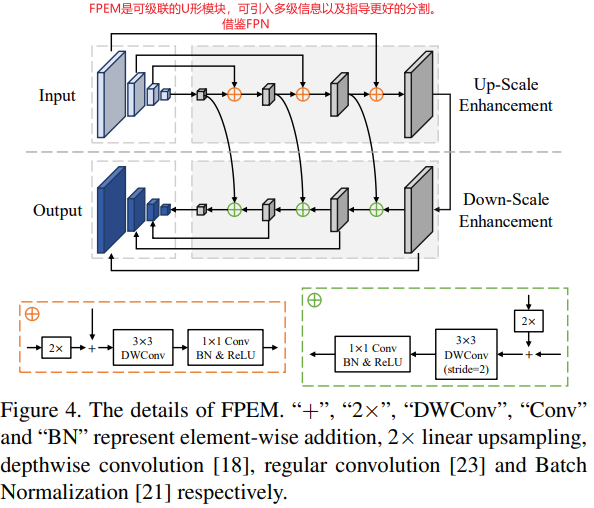 FPEM是可级联的U形模块，可引入多级信息以及指导更好的分割。
借鉴FPN
Input
Up-Scale
Enhancement
Output
Down-Scale
Enhancement
2×
+
3×3
DWConv
1×1 Conv
BN & ReLU
1×1 Conv
BN & ReLU
3×3
DWConv
(stride=2)
2×
+
Figure 4. The details of FPEM. “+”, “2×”, “DWConv”, “Conv”
and “BN” represent element-wise addition, 2× linear upsampling,
depthwise convolution [18], regular convolution [23] and Batch
Normalization [21] respectively.